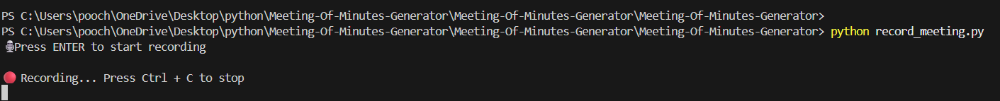 PS C:\Users\pooch\OneDrive\Desktop\python\Meeting-Of-Minutes-Generator\Meeting-Of-Minutes-Generator\Meeting-Of-Minutes-Generator>
PS C:\Users\pooch\OneDrive\Desktop\python\Meeting-Of-Minutes-Generator\Meeting-Of-Minutes-Generator\Meeting-Of-Minutes-Generator> python record_meeting.py
🎙️Press ENTER to start recording
🔴 Recording... Press Ctrl + C to stop